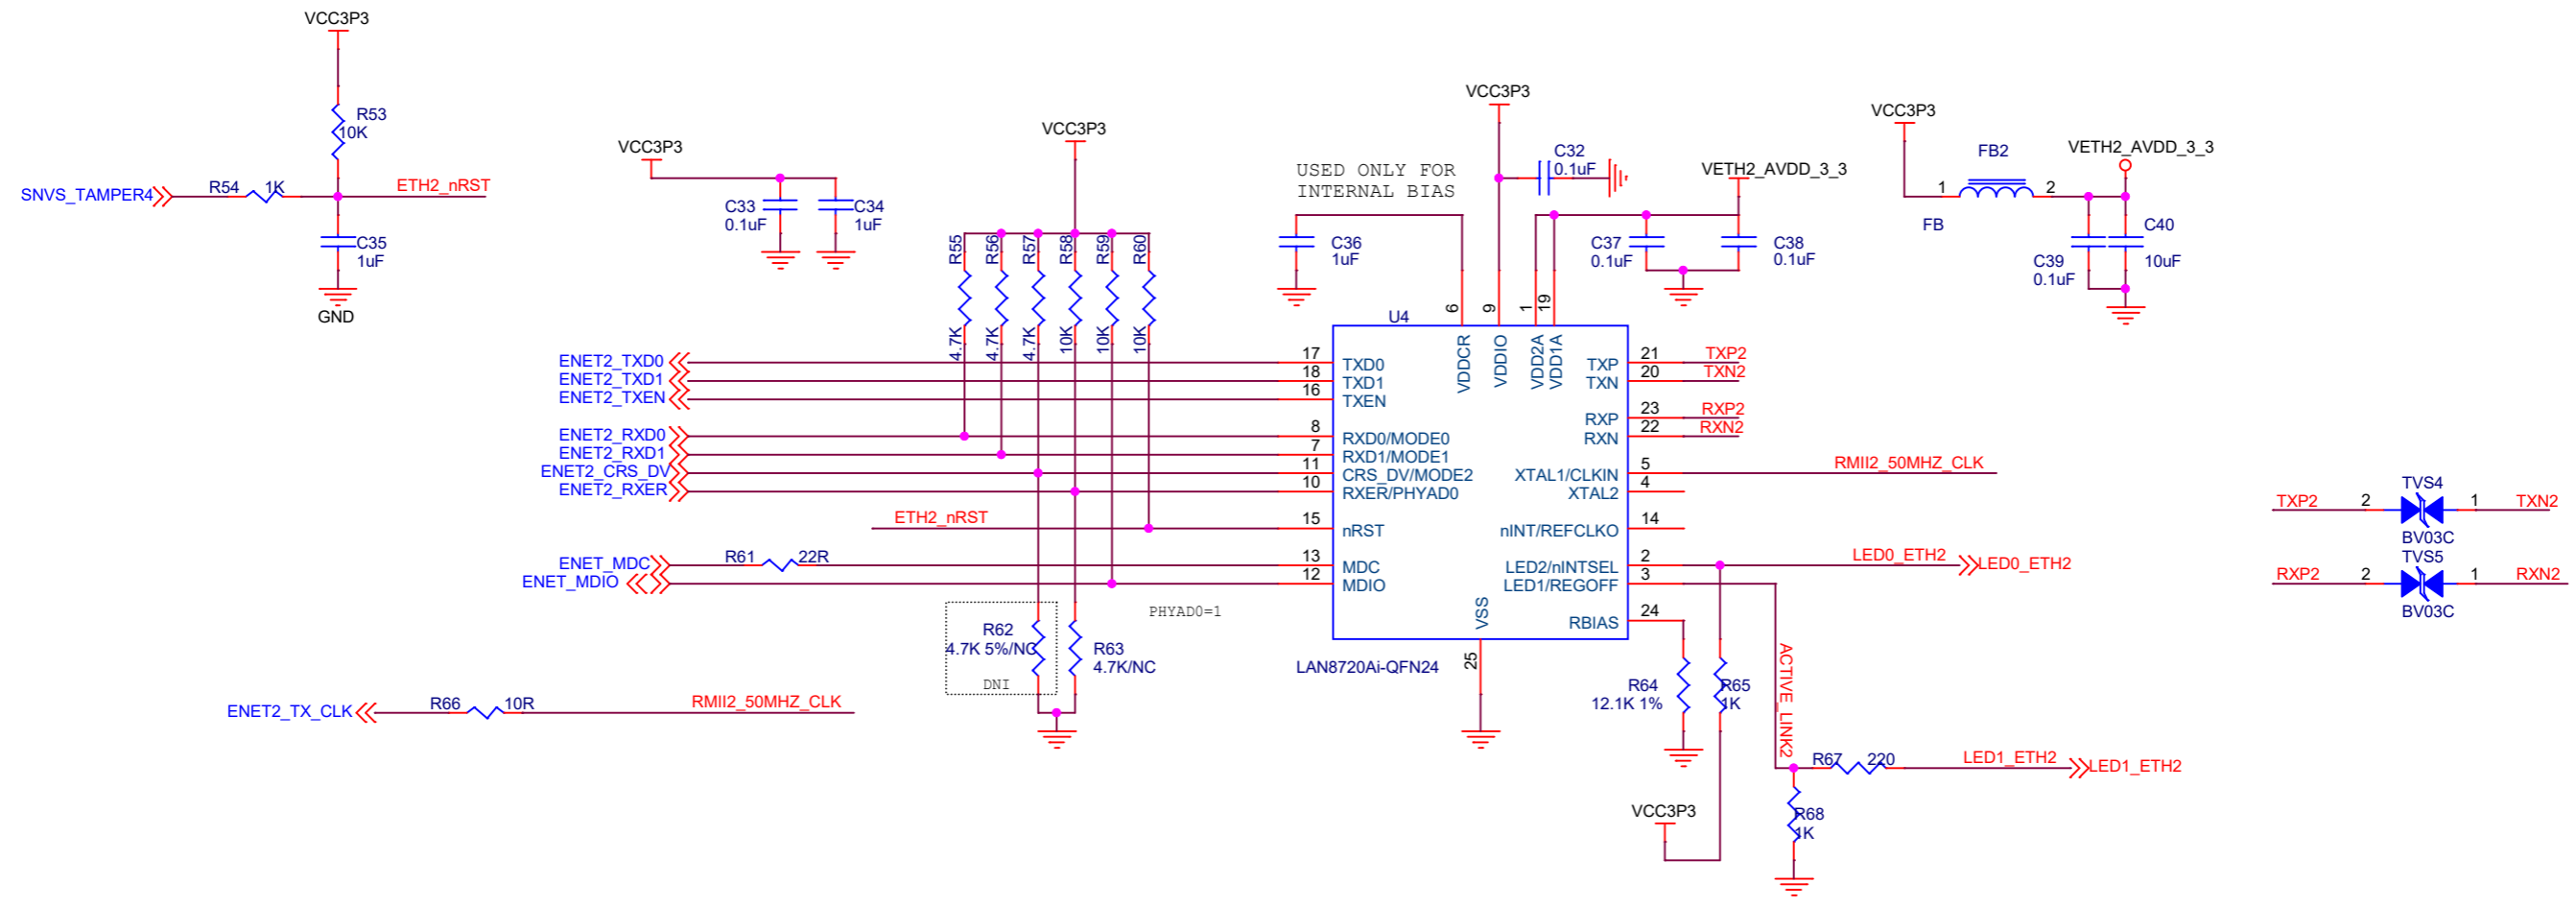 VCC3P3
R53
10K
SNVS_TAMPER4
R54
1K
ETH2_nRST
C35
1uF
GND
VCC3P3
C33
0.1uF
C34
1uF
VCC3P3
R55
R56
R57
R58
R59
R60
4.7K
4.7K
4.7K
10K
10K
10K
USED ONLY FOR
INTERNAL BIAS
C36
1uF
VCC3P3
C32
0.1uF
VETH2_AVDD_3_3
C37
0.1uF
C38
0.1uF
VCC3P3
FB2
VETH2_AVDD_3_3
1
2
FB
C39
0.1uF
C40
10uF
U4
6
9
1
19
VDDCR
VDDIO
VDD2A
VDD1A
ENET2_TXD0
17
TXD0
ENET2_TXD1
18
TXD1
ENET2_TXEN
16
TXEN
ENET2_RXD0
8
RXD0/MODE0
ENET2_RXD1
7
RXD1/MODE1
ENET2_CRS_DV
11
CRS_DV/MODE2
ENET2_RXER
10
RXER/PHYAD0
ETH2_nRST
15
nRST
ENET_MDC
R61
22R
13
MDC
ENET_MDIO
12
MDIO
PHYAD0=1
TXP
21
TXP2
TXN
20
TXN2
RXP
23
RXP2
RXN
22
RXN2
XTAL1/CLKIN
5
RMII2_50MHZ_CLK
XTAL2
4
nINT/REFCLKO
14
LED2/nINTSEL
2
LED0_ETH2
LED0_ETH2
LED1/REGOFF
3
RBIAS
24
VSS
25
LAN8720Ai-QFN24
R62
4.7K 5%/NC
DNI
R63
4.7K/NC
ENET2_TX_CLK
R66
10R
RMII2_50MHZ_CLK
R64
12.1K 1%
R65
1K
ACTIVE_LINK2
R67
220
LED1_ETH2
LED1_ETH2
VCC3P3
R68
1K
TVS4
TXP2
2
1
TXN2
BV03C
TVS5
RXP2
2
1
RXN2
BV03C